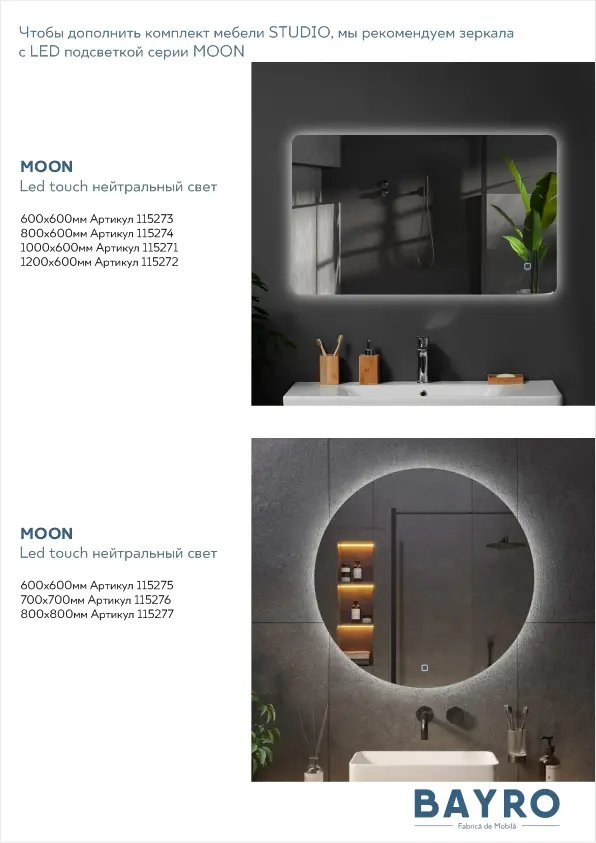 Чтобы дополнить комплект мебели STUDIO, мы рекомендуем зеркала
с LED подсветкой серии MOON
MOON
Led touch нейтральный свет
600x600мм Артикул 115273
800x600мм Артикул 115274
1000x600мм Артикул 115271
1200x600мм Артикул 115272
MOON
Led touch нейтральный свет
600x600мм Артикул 115275
700x700мм Артикул 115276
800x800мм Артикул 115277
BAYRO
Fabrică de Mobilă